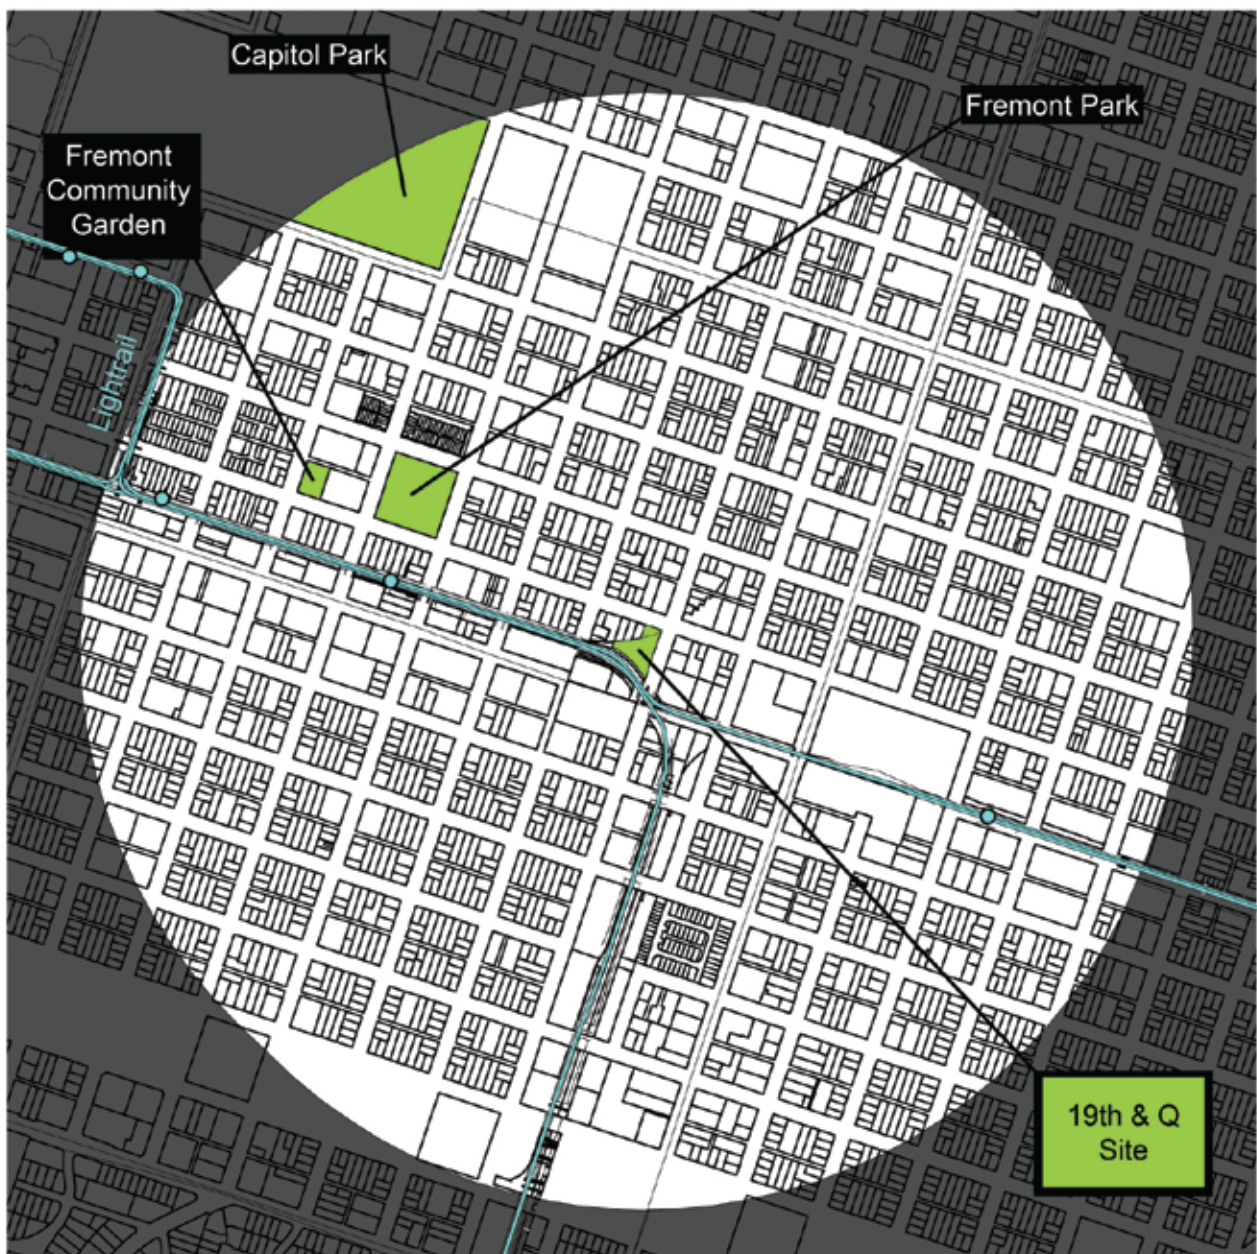 Capitol Park
Fremont Park
Fremont
Community
Garden
Lightrail
19th & Q
Site